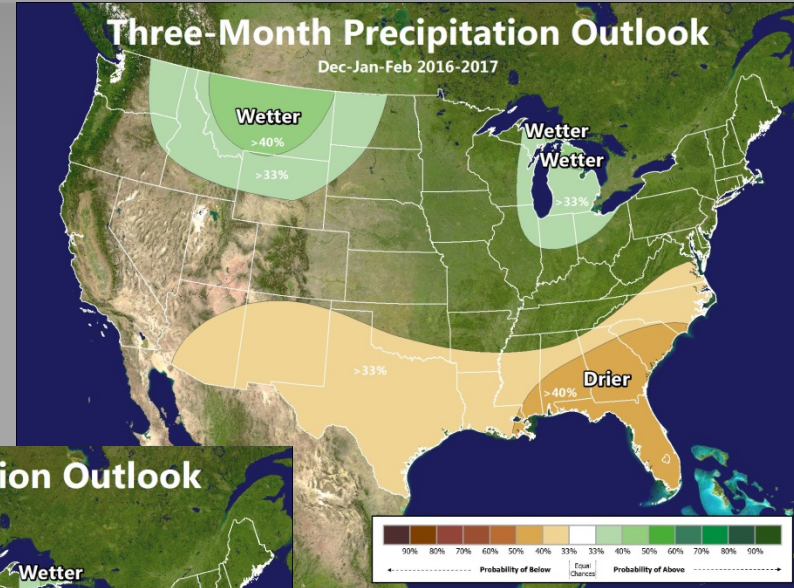 Three-Month Precipitation Outlook
Dec-Jan-Feb 2016-2017
Wetter
>40%
>33%
Wetter
Wetter
>33%
>33%
Drier
>40%
ion Outlook
Wetter
90% 80% 70% 60% 50% 40% 33% 33% 40% 50% 60% 70% 80% 90%
Probability of Below Equal Chances Probability of Above